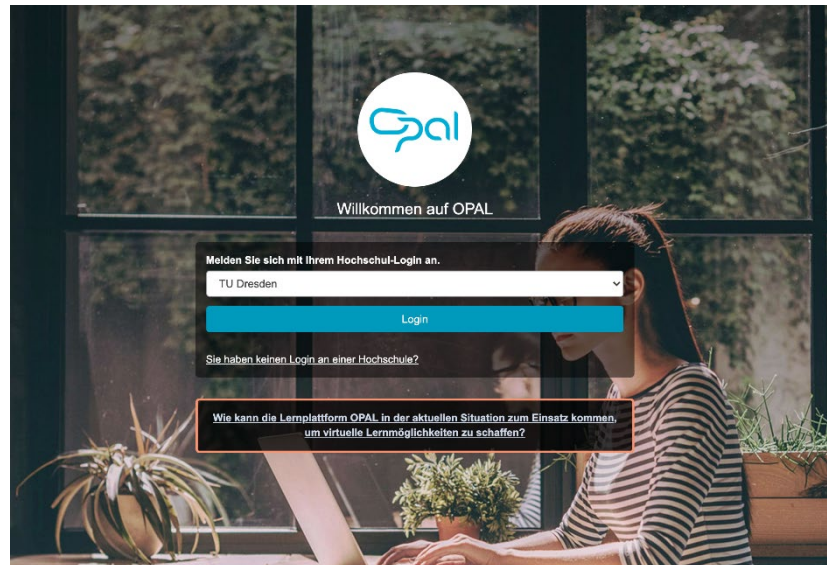 Opal
Willkommen auf OPAL
Melden Sie sich mit Ihrem Hochschul-Login an.
TU Dresden
Login
Sie haben keinen Login an einer Hochschule?
Wie kann die Lernplattform OPAL in der aktuellen Situation zum Einsatz kommen,
um virtuelle Lernmöglichkeiten zu schaffen?